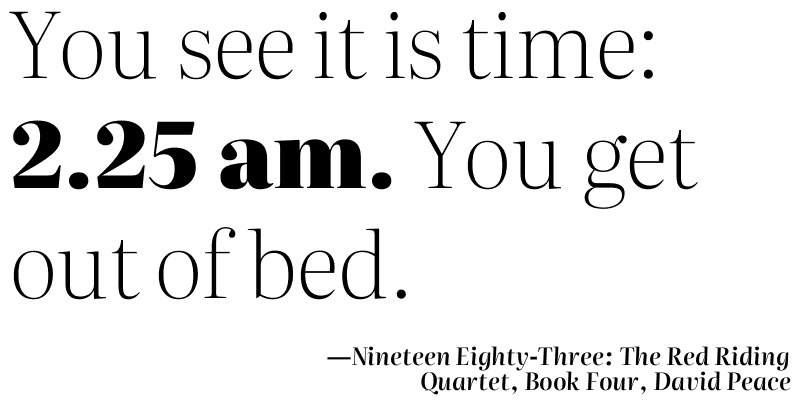 You see it is time:
2.25 am. You get
out of bed.
—Nineteen Eighty-Three: The Red Riding
Quartet, Book Four, David Peace